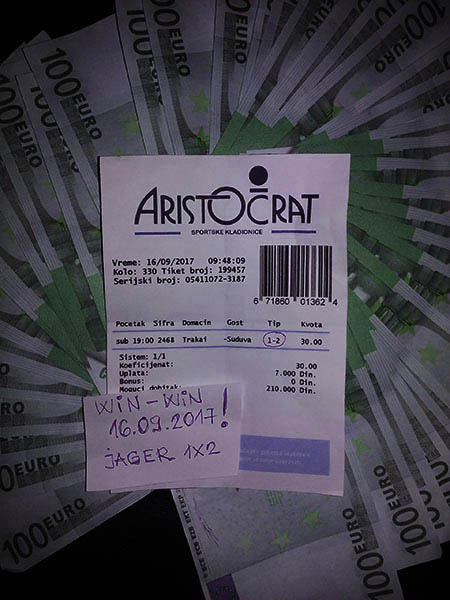 100 EURO
100 EURO
100 EURO
ARISTOČRAT
SPORTSKE KLADIONICE
Vreme: 16/09/2017 09:48:09
Kolo: 330 Tiket broj: 199457
Serijski broj: 05411072-3187
6 71860 01362 4
Pocetak Sifra Domacin Gost Tip Kvota
sub 19:00 2468 Trakai -Suduva 1-2 30.00
Sistem: 1/1
Koeficijenat: 30.00
Uplata: 7.000 Din.
Bonus: 0 Din.
Moguci dobitak: 210.000 Din.
WIN-WIN
16.09.2017!
JAGER 1X2
100 EURO
100 EURO
100 EURO